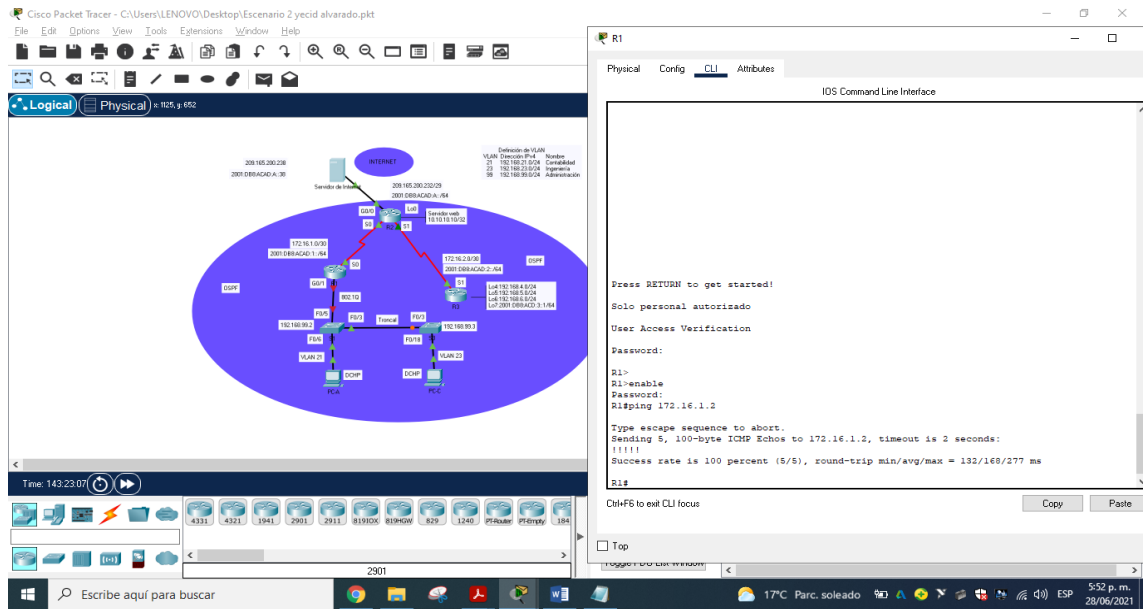 Cisco Packet Tracer - C:\Users\LENOVO\Desktop\Escenario 2 yecid alvarado.pkt
File Edit Options View Tools Extensions Window Help
Logical
Physical
x: 1125, y: 652
INTERNET
209.165.200.238
2001:DB8:ACAD:A::38
Servidor de Internet
209.165.200.232/29
2001:DB8:ACAD:A::/64
Definición de VLAN
VLAN Dirección IPv4 Nombre
21 192.168.21.0/24 Contabilidad
23 192.168.23.0/24 Ingeniería
99 192.168.99.0/24 Administración
G0/0
Lo0
Servidor web
10.10.10.10/32
S0
R2
S1
172.16.1.0/30
2001:DB8:ACAD:1::/64
S0
172.16.2.0/30
2001:DB8:ACAD:2::/64
OSPF
S1
R3
Lo4:192.168.4.0/24
Lo5:192.168.5.0/24
Lo6:192.168.6.0/24
Lo7:2001:DB8:ACD:3::1/64
OSPF
G0/1
802.1Q
F0/5
F0/3
Troncal
F0/3
192.168.99.2
192.168.99.3
F0/6
F0/18
VLAN 21
VLAN 23
DCHP
DCHP
PC-A
PC-C
Time: 143:23:07
4331 4321 1941 2901 2911 819IOX 819HGW 829 1240 PT-Router PT-Empty 184
2901
R1
Physical Config CLI Attributes
IOS Command Line Interface
Press RETURN to get started!
Solo personal autorizado
User Access Verification
Password:
R1>
R1>enable
Password:
R1#ping 172.16.1.2
Type escape sequence to abort.
Sending 5, 100-byte ICMP Echos to 172.16.1.2, timeout is 2 seconds:
!!!!!
Success rate is 100 percent (5/5), round-trip min/avg/max = 132/168/277 ms
R1#
Ctrl+F6 to exit CLI focus
Copy
Paste
Top
Toggle PDU List Window
Escribe aquí para buscar
17°C Parc. soleado
ESP
5:52 p. m.
28/06/2021